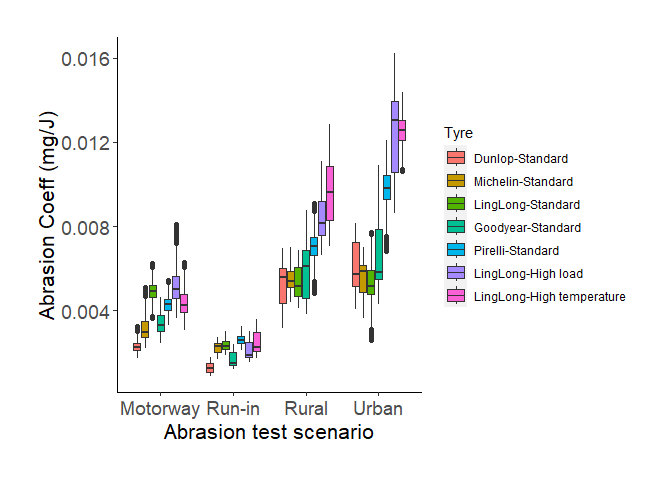 0.016
0.012
0.008
0.004
Abrasion Coeff (mg/J)
Motorway Run-in Rural Urban
Abrasion test scenario
Tyre
Dunlop-Standard
Michelin-Standard
LingLong-Standard
Goodyear-Standard
Pirelli-Standard
LingLong-High load
LingLong-High temperature